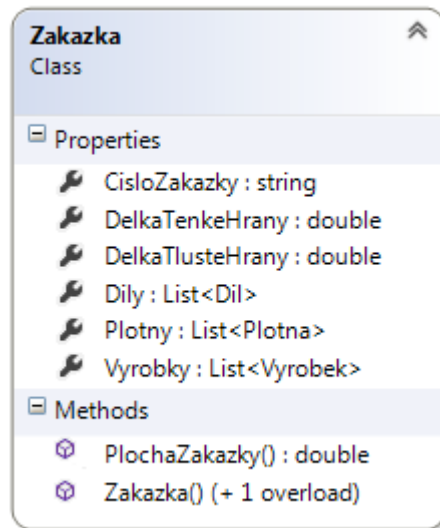 Zakazka
Class
Properties
CisloZakazky : string
DelkaTenkeHrany : double
DelkaTlusteHrany : double
Dily : List<Dil>
Plotny : List<Plotna>
Vyrobky : List<Vyrobek>
Methods
PlochaZakazky() : double
Zakazka() (+ 1 overload)